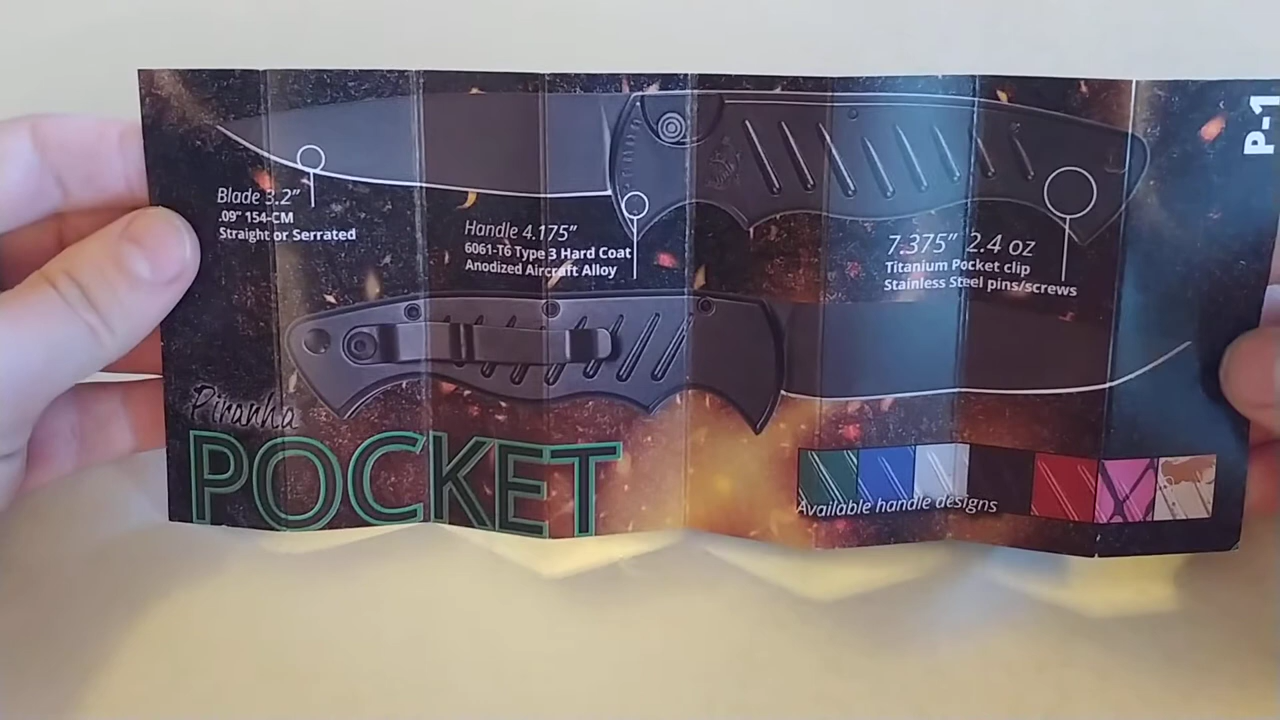 P-1
Blade 3.2”
.09” 154-CM
Straight or Serrated
Handle 4.175”
6061-T6 Type 3 Hard Coat
Anodized Aircraft Alloy
7.375” 2.4 oz
Titanium Pocket clip
Stainless Steel pins/screws
Piranha
POCKET
Available handle designs